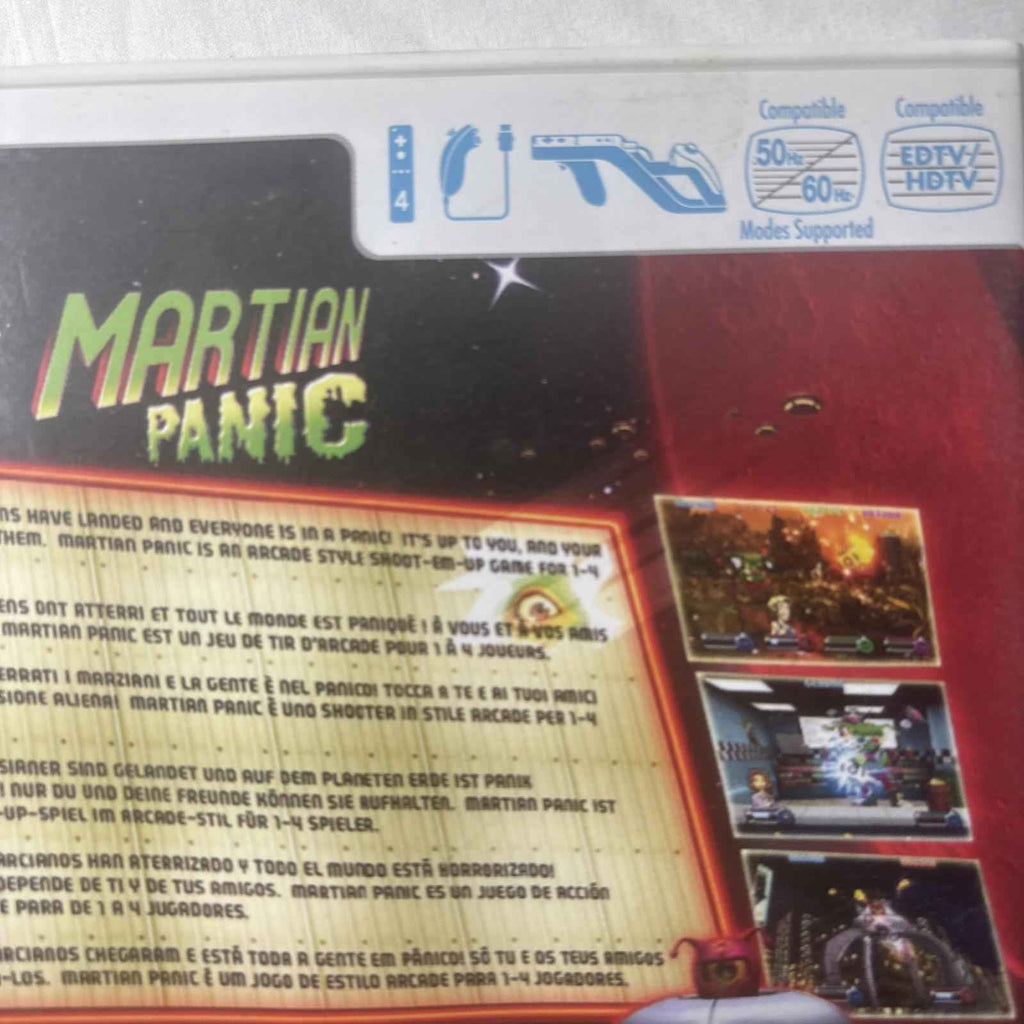 Compatible
Compatible
50Hz
60Hz
EDTV/
HDTV
4
Modes Supported
MARTIAN
PANIC
NS HAVE LANDED AND EVERYONE IS IN A PANIC! IT'S UP TO YOU, AND YOUR
THEM. MARTIAN PANIC IS AN ARCADE STYLE SHOOT-EM-UP GAME FOR 1-4
ENS ONT ATTERRI ET TOUT LE MONDE EST PANIQUÉ ! À VOUS ET À VOS AMIS
MARTIAN PANIC EST UN JEU DE TIR D'ARCADE POUR 1 À 4 JOUEURS.
ERRATI I MARZIANI E LA GENTE È NEL PANICO! TOCCA A TE E AI TUOI AMICI
SIONE ALIENA! MARTIAN PANIC È UNO SHOOTER IN STILE ARCADE PER 1-4
SIANER SIND GELANDET UND AUF DEM PLANETEN ERDE IST PANIK
! NUR DU UND DEINE FREUNDE KÖNNEN SIE AUFHALTEN. MARTIAN PANIC IST
-UP-SPIEL IM ARCADE-STIL FÜR 1-4 SPIELER.
ARCIANOS HAN ATERRIZADO Y TODO EL MUNDO ESTÁ HORRORIZADO!
DEPENDE DE TI Y DE TUS AMIGOS. MARTIAN PANIC ES UN JUEGO DE ACCIÓN
E PARA DE 1 A 4 JUGADORES.
ARCIANOS CHEGARAM E ESTÁ TODA A GENTE EM PÂNICO! SÓ TU E OS TEUS AMIGOS
-LOS. MARTIAN PANIC É UM JOGO DE ESTILO ARCADE PARA 1-4 JOGADORES.